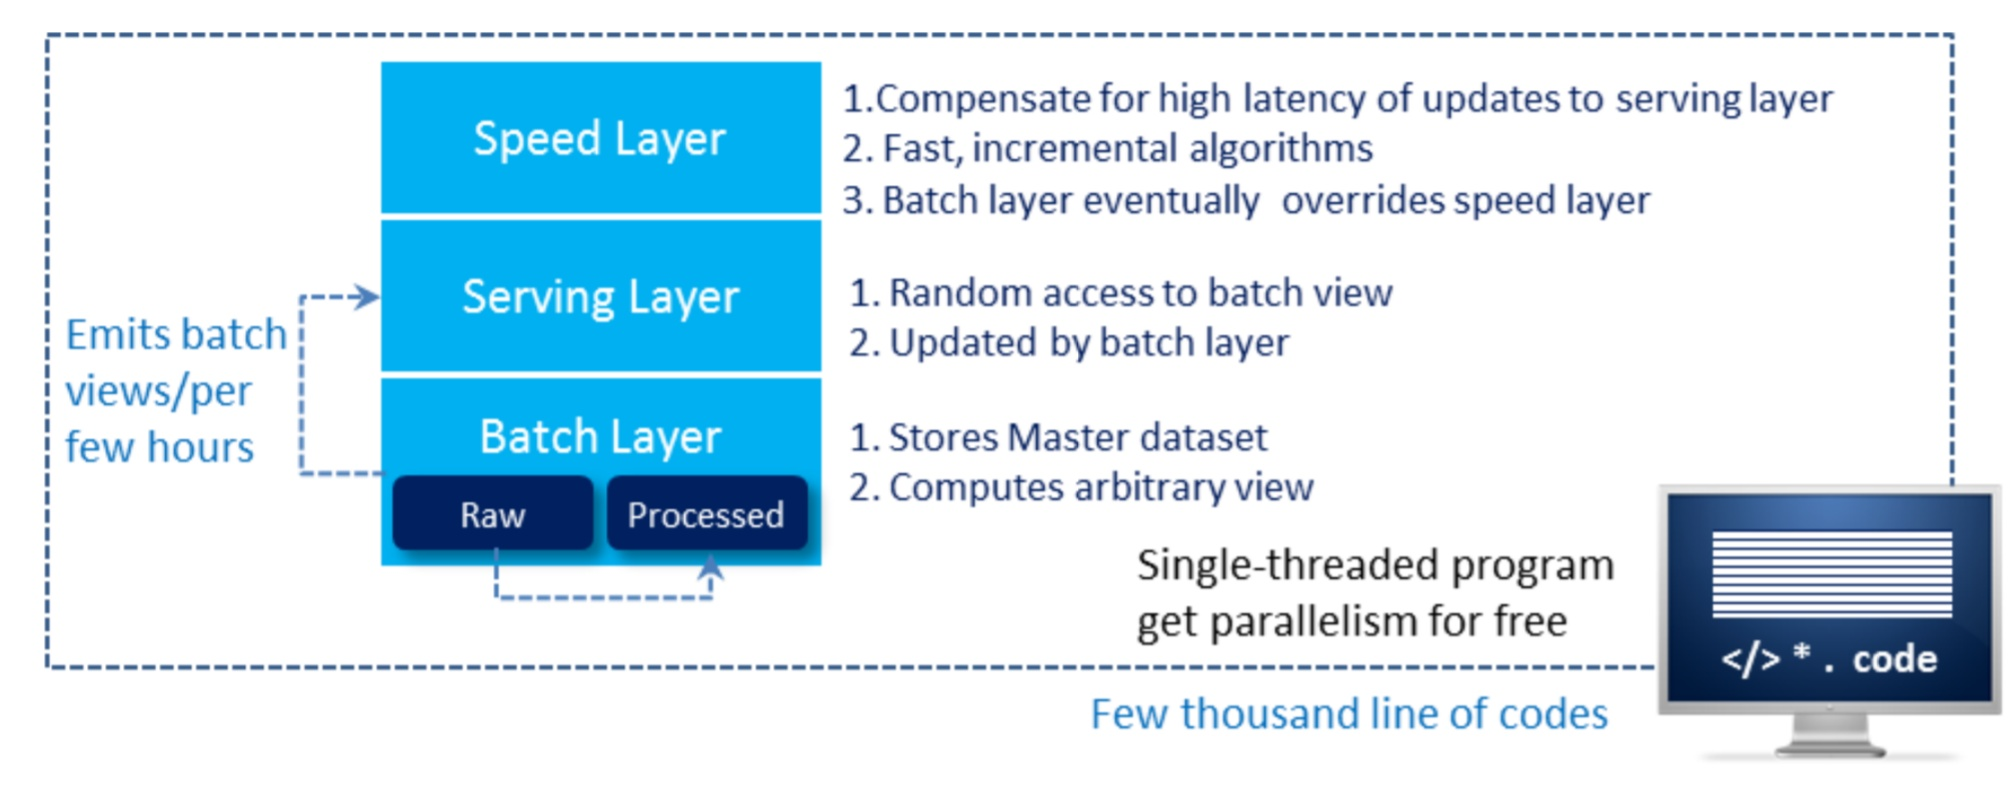 Speed Layer
1.Compensate for high latency of updates to serving layer
2. Fast, incremental algorithms
3. Batch layer eventually overrides speed layer
Serving Layer
1. Random access to batch view
2. Updated by batch layer
Emits batch
views/per
few hours
Batch Layer
Raw
Processed
1. Stores Master dataset
2. Computes arbitrary view
Single-threaded program
get parallelism for free
</> * . code
Few thousand line of codes